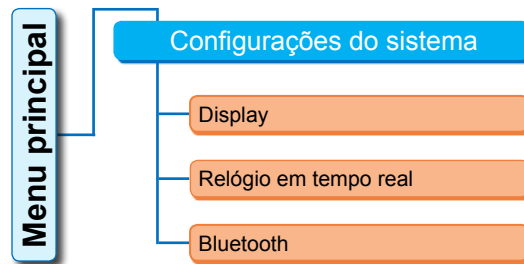 Menu principal
Configurações do sistema
Display
Relógio em tempo real
Bluetooth